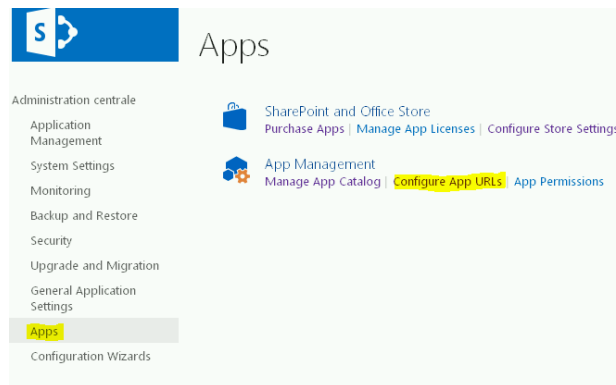 S
Apps
Administration centrale
Application
Management
System Settings
Monitoring
Backup and Restore
Security
Upgrade and Migration
General Application
Settings
Apps
Configuration Wizards
SharePoint and Office Store
Purchase Apps | Manage App Licenses | Configure Store Settings
App Management
Manage App Catalog | Configure App URLs | App Permissions